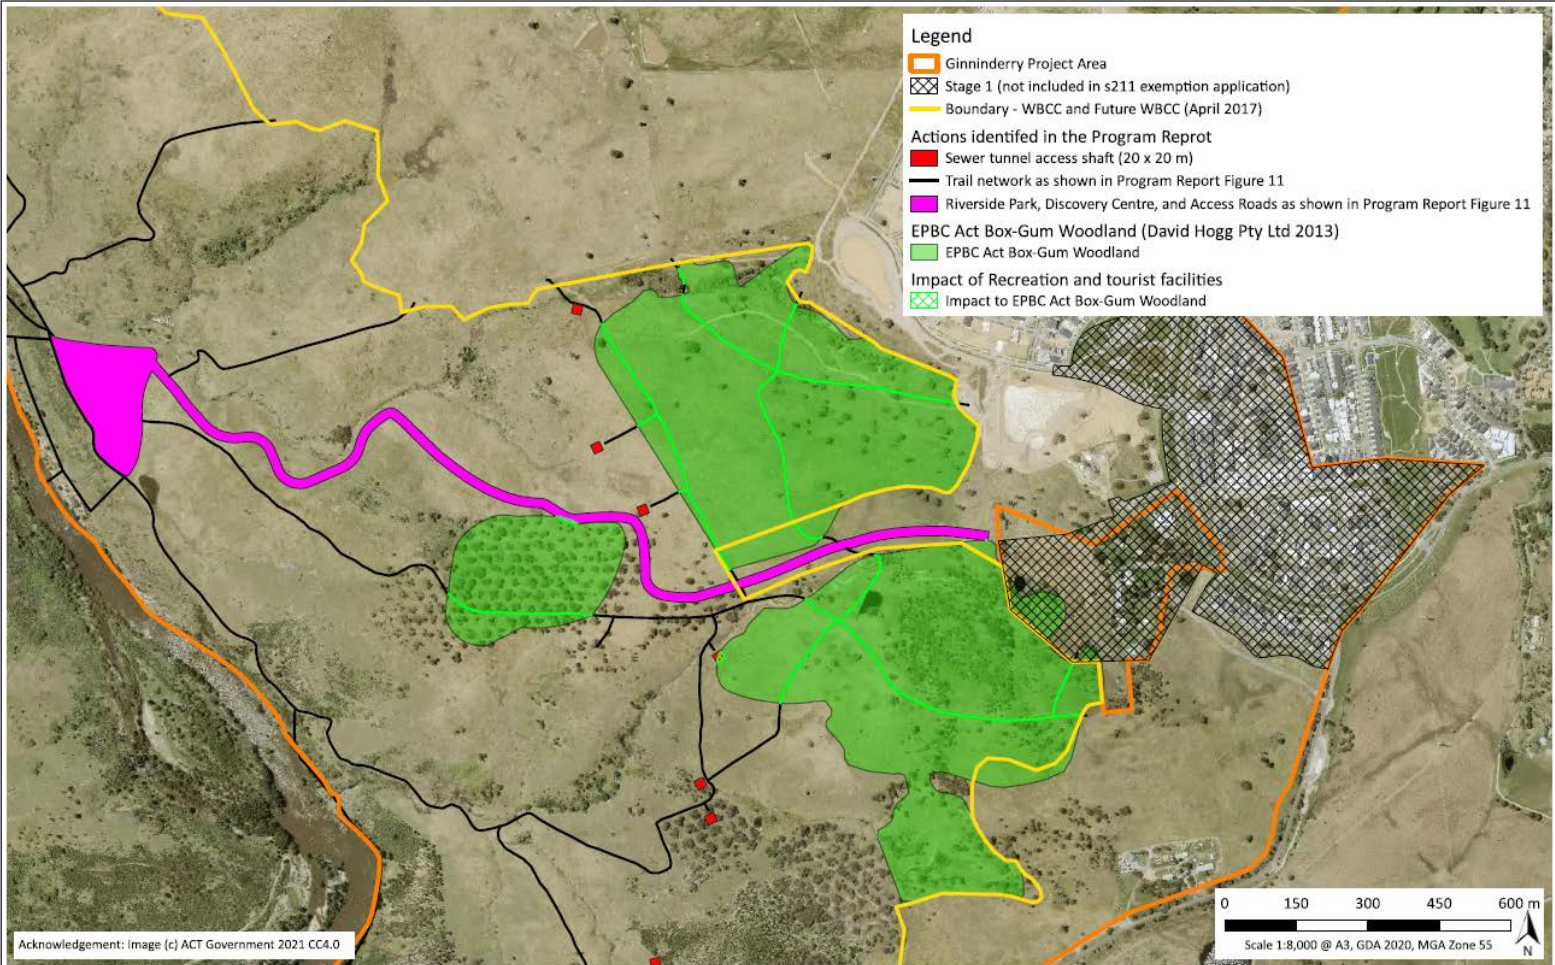 Legend
Ginninderry Project Area
Stage 1 (not included in s211 exemption application)
Boundary - WBCC and Future WBCC (April 2017)
Actions identifed in the Program Reprot
Sewer tunnel access shaft (20 x 20 m)
Trail network as shown in Program Report Figure 11
Riverside Park, Discovery Centre, and Access Roads as shown in Program Report Figure 11
EPBC Act Box-Gum Woodland (David Hogg Pty Ltd 2013)
EPBC Act Box-Gum Woodland
Impact of Recreation and tourist facilities
Impact to EPBC Act Box-Gum Woodland
0 150 300 450 600 m
Scale 1:8,000 @ A3, GDA 2020, MGA Zone 55
N
Acknowledgement: Image (c) ACT Government 2021 CC4.0